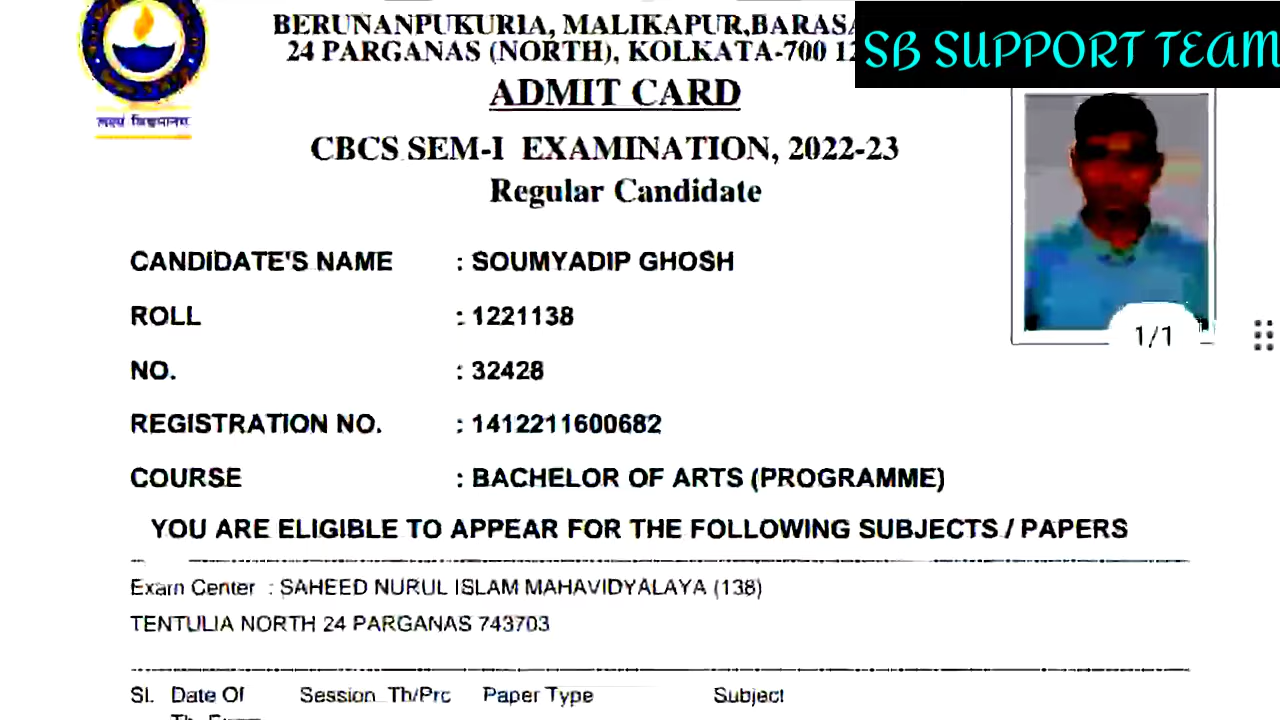 BERUNANPUKURIA, MALIKAPUR,BARASA
24 PARGANAS (NORTH), KOLKATA-700 12
SB SUPPORT TEAM
ADMIT CARD
CBCS SEM-I EXAMINATION, 2022-23
Regular Candidate
CANDIDATE'S NAME : SOUMYADIP GHOSH
ROLL : 1221138
NO. : 32428
1/1
REGISTRATION NO. : 1412211600682
COURSE : BACHELOR OF ARTS (PROGRAMME)
YOU ARE ELIGIBLE TO APPEAR FOR THE FOLLOWING SUBJECTS / PAPERS
Exam Center : SAHEED NURUL ISLAM MAHAVIDYALAYA (138)
TENTULIA NORTH 24 PARGANAS 743703
Sl. Date Of Session Th/Prc Paper Type Subject